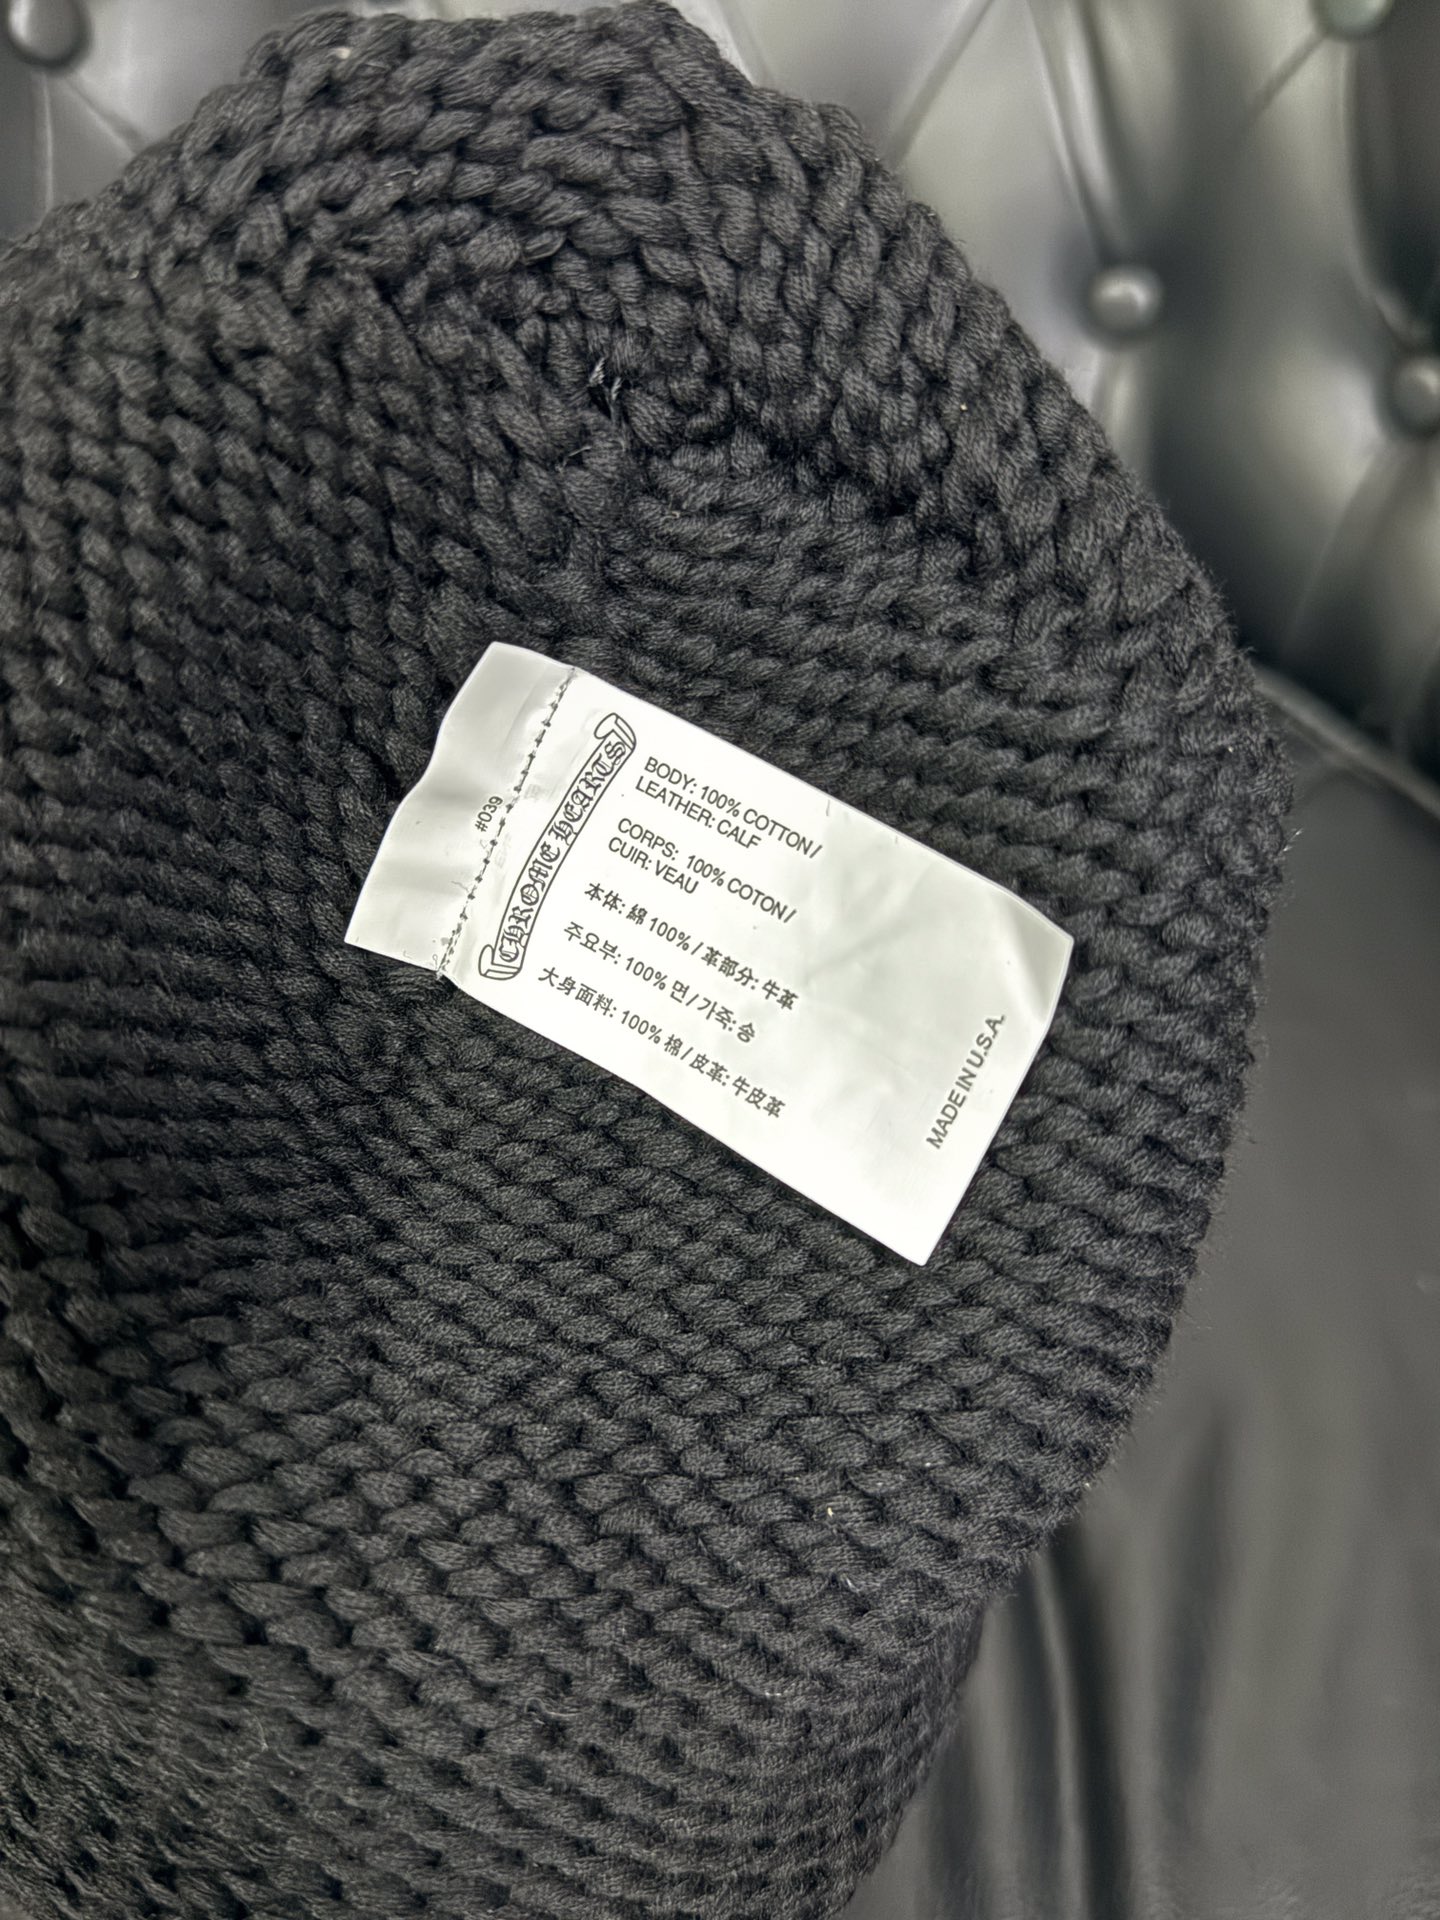 #039
CHROME HEARTS
BODY: 100% COTTON/
LEATHER: CALF
CORPS: 100% COTON/
CUIR: VEAU
本体: 綿 100% / 革部分: 牛革
주요부: 100% 면 / 가죽: 송
大身面料: 100% 棉 / 皮革: 牛皮革
MADE IN U.S.A.